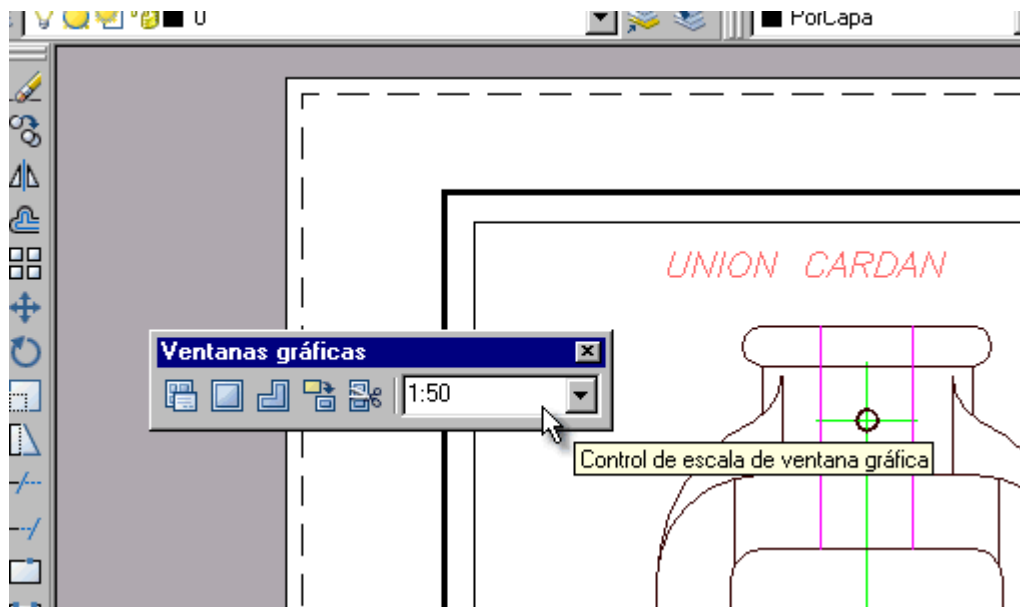 0
PorCapa
UNION CARDAN
Ventanas gráficas
1:50
Control de escala de ventana gráfica